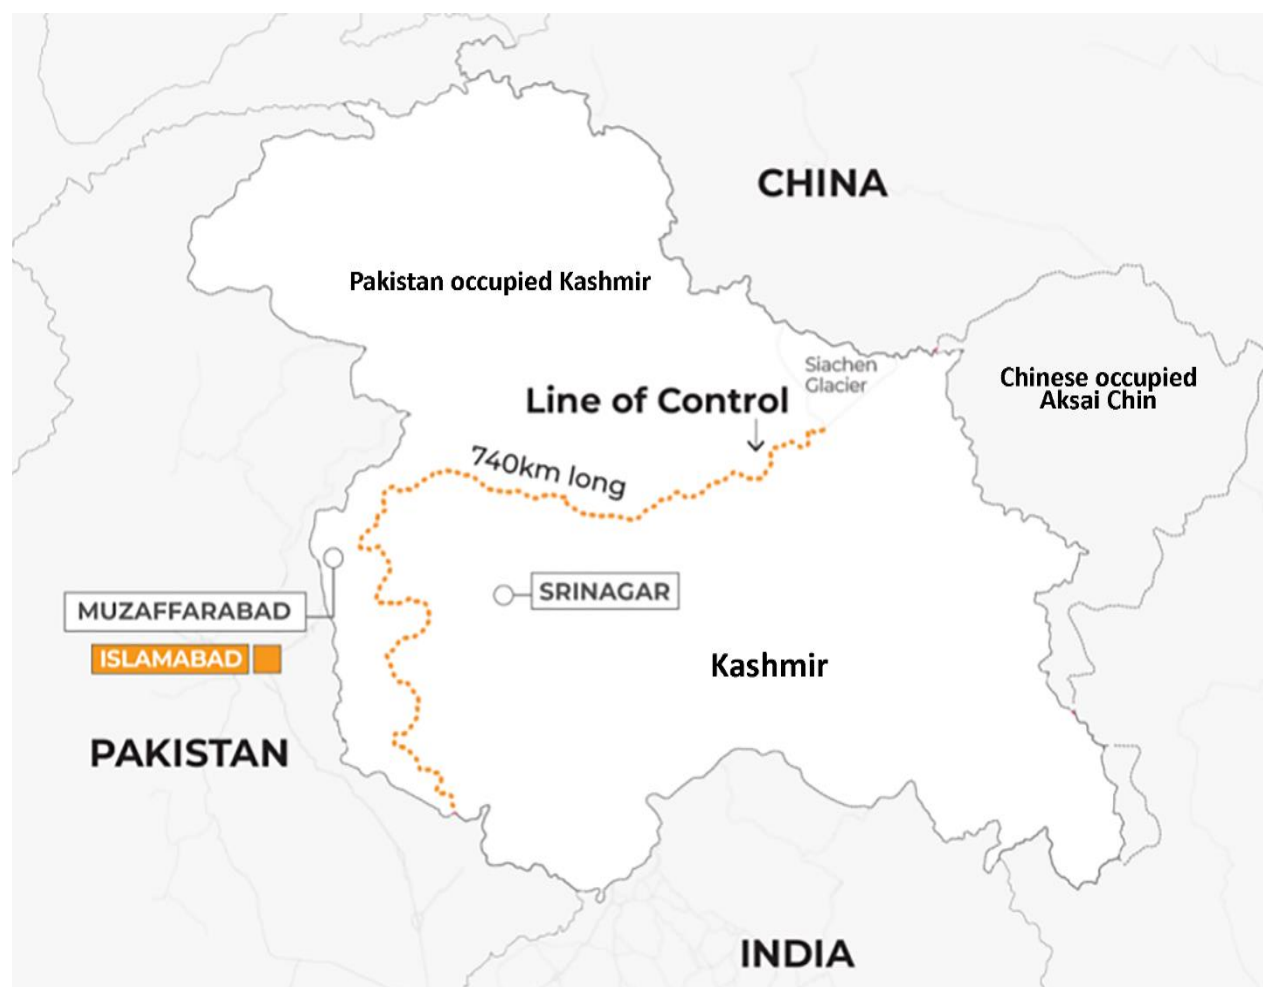 CHINA
Pakistan occupied Kashmir
Siachen
Glacier
Chinese occupied
Aksai Chin
Line of Control
740km long
SRINAGAR
MUZAFFARABAD
ISLAMABAD
Kashmir
PAKISTAN
INDIA